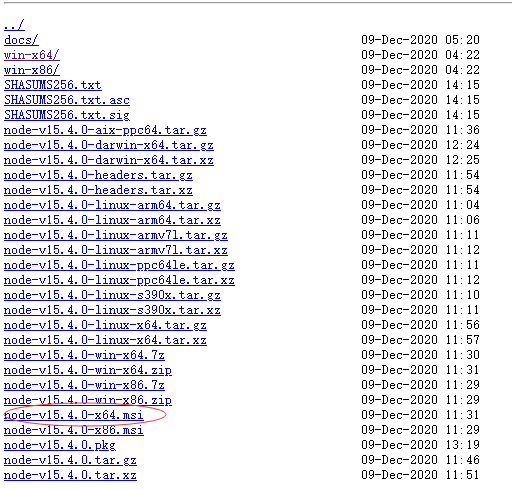 ../
docs/ 09-Dec-2020 05:20
win-x64/ 09-Dec-2020 04:22
win-x86/ 09-Dec-2020 04:22
SHASUMS256.txt 09-Dec-2020 14:15
SHASUMS256.txt.asc 09-Dec-2020 14:15
SHASUMS256.txt.sig 09-Dec-2020 14:15
node-v15.4.0-aix-ppc64.tar.gz 09-Dec-2020 11:36
node-v15.4.0-darwin-x64.tar.gz 09-Dec-2020 12:24
node-v15.4.0-darwin-x64.tar.xz 09-Dec-2020 12:25
node-v15.4.0-headers.tar.gz 09-Dec-2020 11:54
node-v15.4.0-headers.tar.xz 09-Dec-2020 11:54
node-v15.4.0-linux-arm64.tar.gz 09-Dec-2020 11:04
node-v15.4.0-linux-arm64.tar.xz 09-Dec-2020 11:06
node-v15.4.0-linux-armv7l.tar.gz 09-Dec-2020 11:11
node-v15.4.0-linux-armv7l.tar.xz 09-Dec-2020 11:12
node-v15.4.0-linux-ppc64le.tar.gz 09-Dec-2020 11:11
node-v15.4.0-linux-ppc64le.tar.xz 09-Dec-2020 11:12
node-v15.4.0-linux-s390x.tar.gz 09-Dec-2020 11:10
node-v15.4.0-linux-s390x.tar.xz 09-Dec-2020 11:11
node-v15.4.0-linux-x64.tar.gz 09-Dec-2020 11:56
node-v15.4.0-linux-x64.tar.xz 09-Dec-2020 11:57
node-v15.4.0-win-x64.7z 09-Dec-2020 11:30
node-v15.4.0-win-x64.zip 09-Dec-2020 11:31
node-v15.4.0-win-x86.7z 09-Dec-2020 11:29
node-v15.4.0-win-x86.zip 09-Dec-2020 11:29
node-v15.4.0-x64.msi 09-Dec-2020 11:31
node-v15.4.0-x86.msi 09-Dec-2020 11:29
node-v15.4.0.pkg 09-Dec-2020 13:19
node-v15.4.0.tar.gz 09-Dec-2020 11:46
node-v15.4.0.tar.xz 09-Dec-2020 11:51